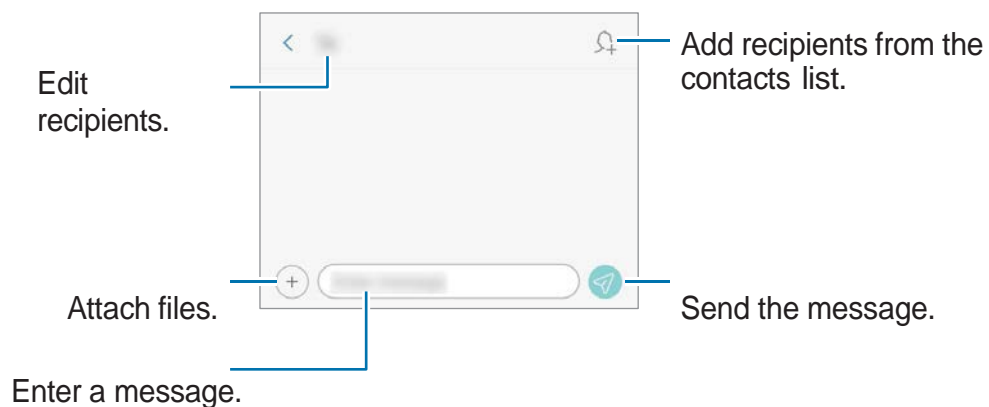 Edit
recipients.
Add recipients from the
contacts list.
Attach files.
Send the message.
Enter a message.